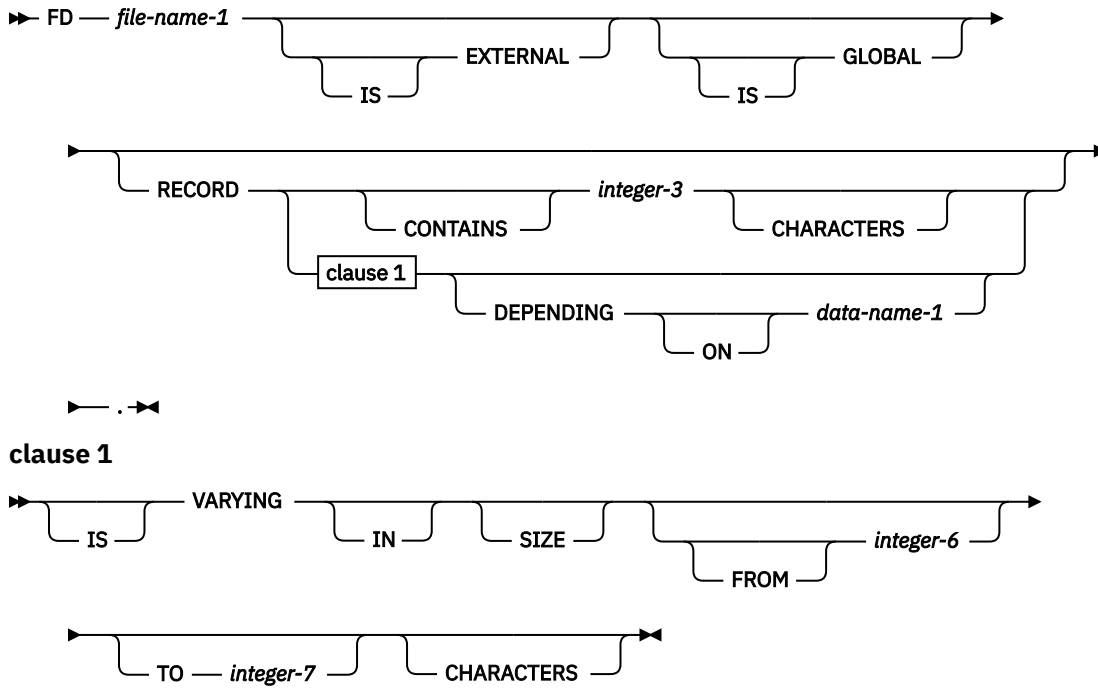 FD file-name-1 EXTERNAL GLOBAL
IS IS
RECORD integer-3
CONTAINS CHARACTERS
clause 1
DEPENDING data-name-1
ON
.
clause 1
VARYING
IS IN SIZE integer-6
FROM
TO integer-7 CHARACTERS